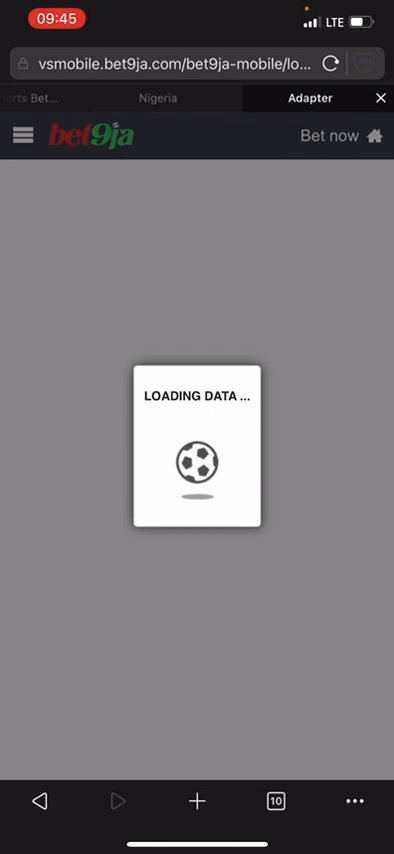 09:45
LTE
vsmobile.bet9ja.com/bet9ja-mobile/lo...
orts Bet...
Nigeria
Adapter
bet9ja
Bet now
LOADING DATA ...
10